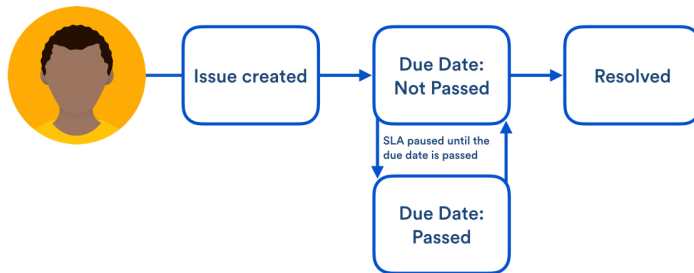 Issue created
Due Date:
Not Passed
Resolved
SLA paused until the
due date is passed
Due Date:
Passed